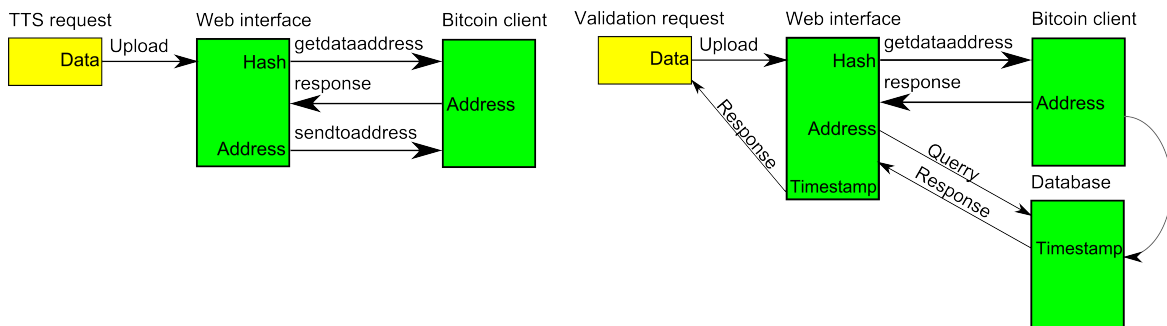 TTS request
Web interface
Bitcoin client
Data
Upload
Hash
getdataaddress
response
Address
sendtoaddress
Address
Validation request
Web interface
Bitcoin client
Data
Upload
Hash
getdataaddress
response
Address
Address
Response
Querry
Response
Timestamp
Database
Timestamp